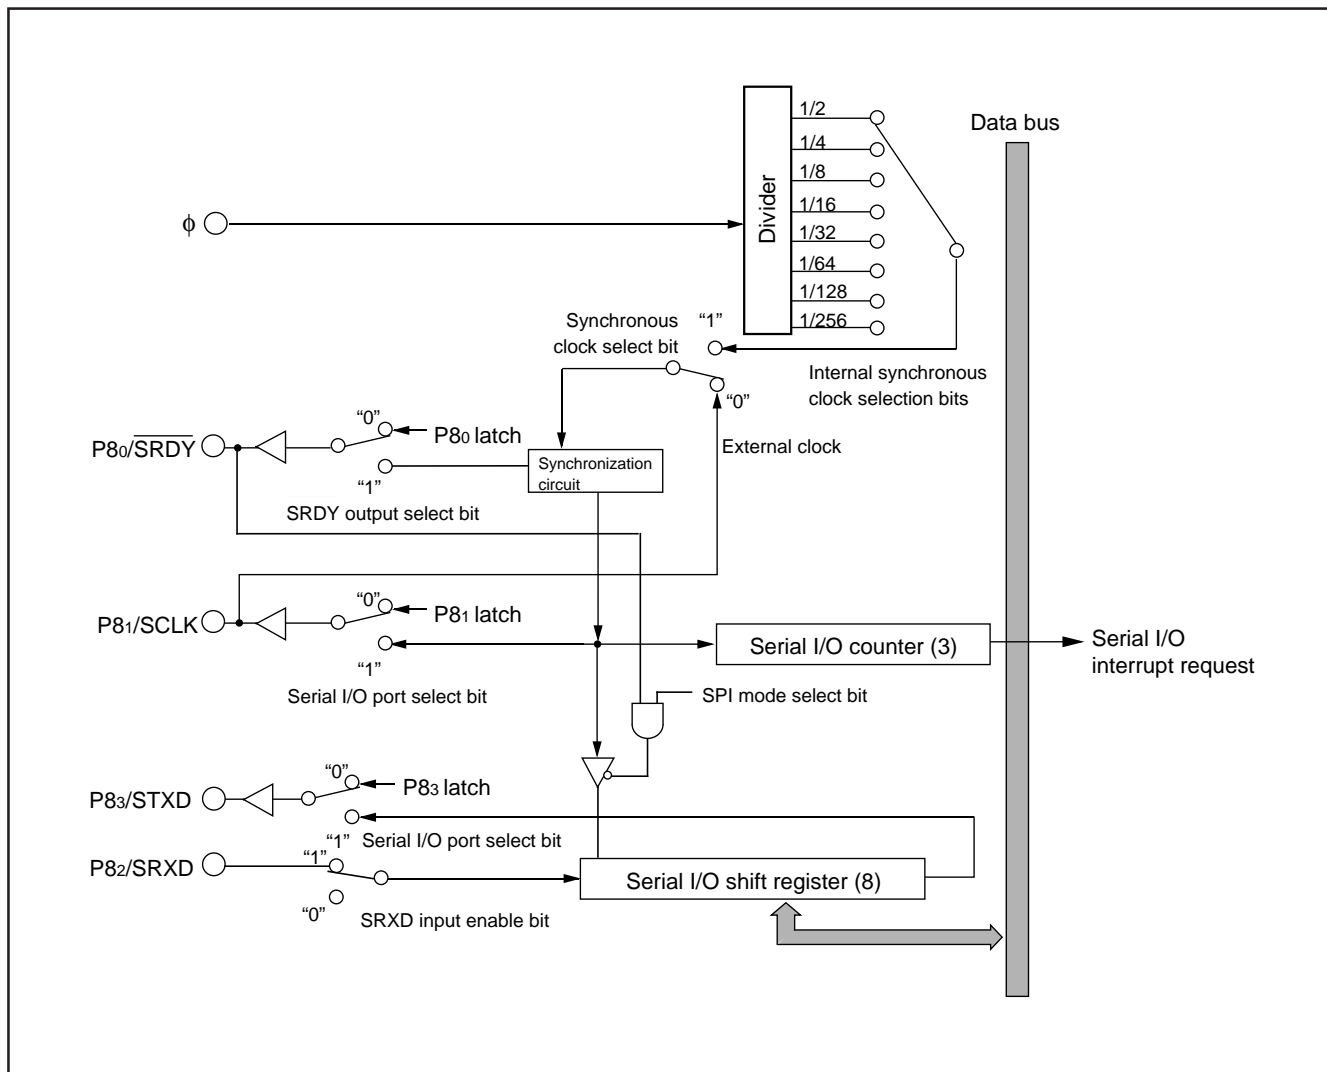 1/2
Data bus
1/4
1/8
Divider
1/16
ϕ
1/32
1/64
1/128
1/256
Synchronous
clock select bit
“1”
Internal synchronous
clock selection bits
“0”
“0”
P80 latch
P80/SRDY
External clock
Synchronization
circuit
“1”
SRDY output select bit
“0”
P81 latch
P81/SCLK
Serial I/O counter (3)
Serial I/O
interrupt request
“1”
Serial I/O port select bit
SPI mode select bit
“0”
P83 latch
P83/STXD
“1”
Serial I/O port select bit
P82/SRXD
“1”
Serial I/O shift register (8)
“0”
SRXD input enable bit